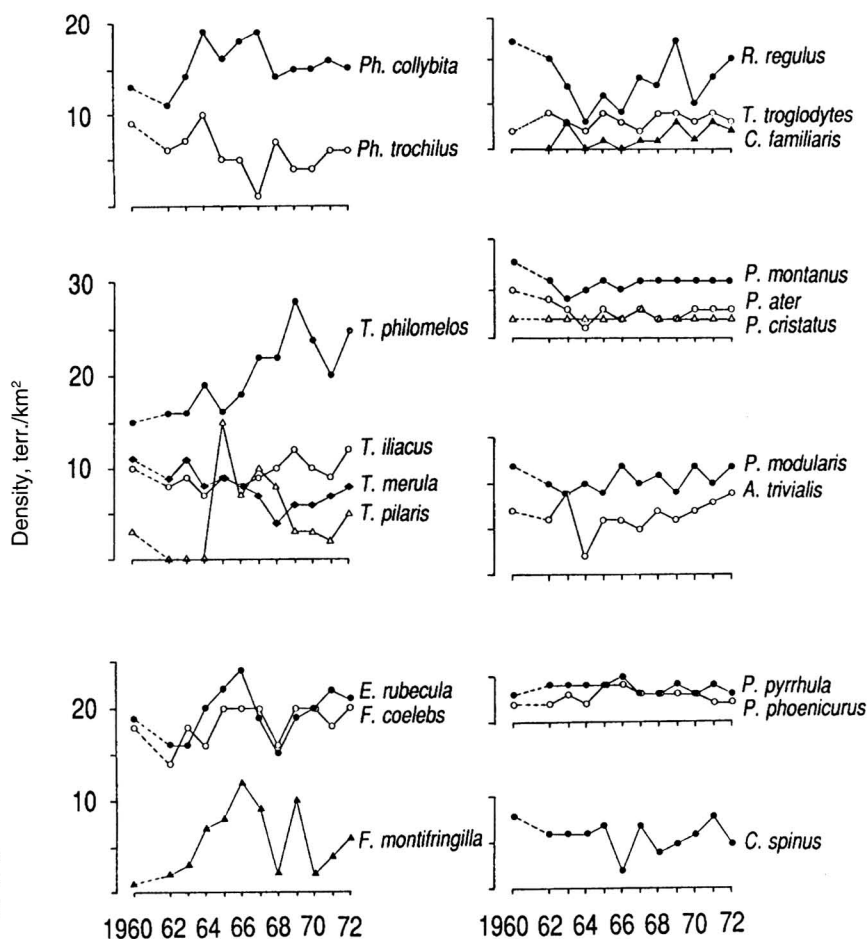 Density, terr./km²
20
10
Ph. collybita
Ph. trochilus
30
20
10
T. philomelos
T. iliacus
T. merula
T. pilaris
20
10
E. rubecula
F. coelebs
F. montifringilla
1960 62 64 66 68 70 72
R. regulus
T. troglodytes
C. familiaris
P. montanus
P. ater
P. cristatus
P. modularis
A. trivialis
P. pyrrhula
P. phoenicurus
C. spinus
1960 62 64 66 68 70 72